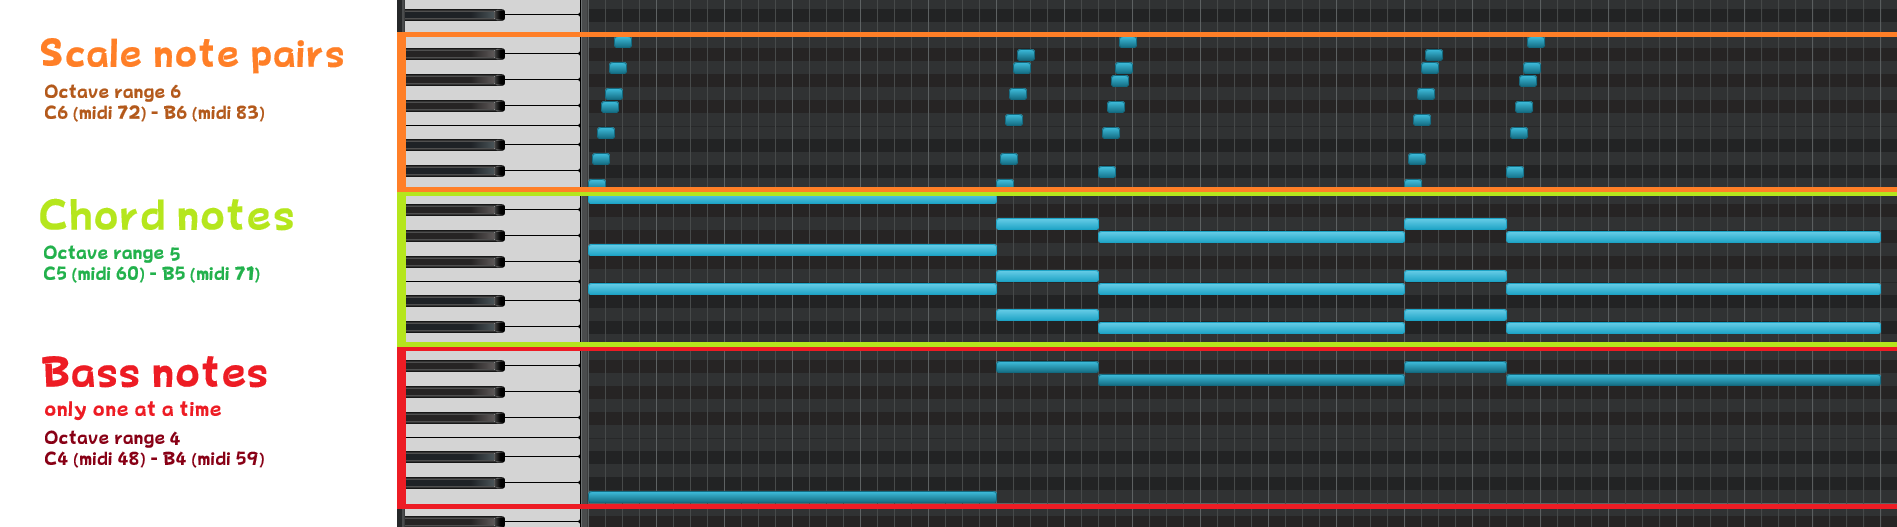 Scale note pairs
Octave range 6
C6 (midi 72) - B6 (midi 83)
Chord notes
Octave range 5
C5 (midi 60) - B5 (midi 71)
Bass notes
only one at a time
Octave range 4
C4 (midi 48) - B4 (midi 59)